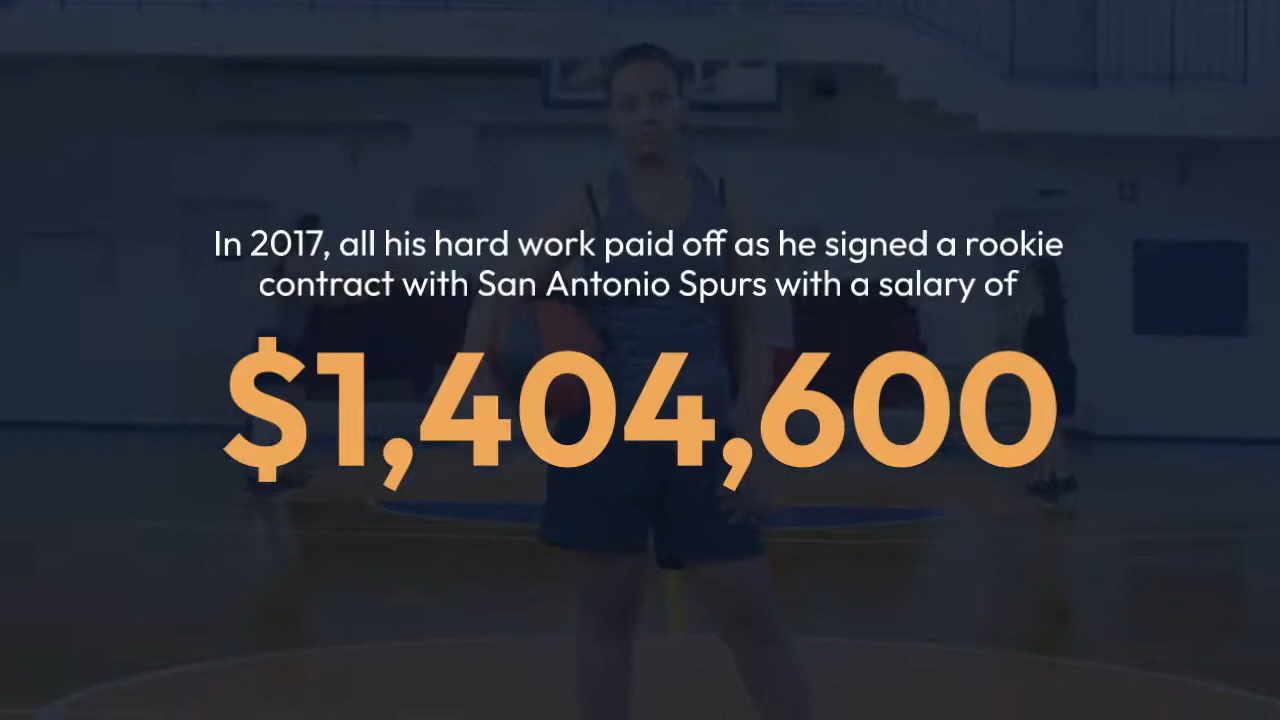 In 2017, all his hard work paid off as he signed a rookie
contract with San Antonio Spurs with a salary of
$1,404,600